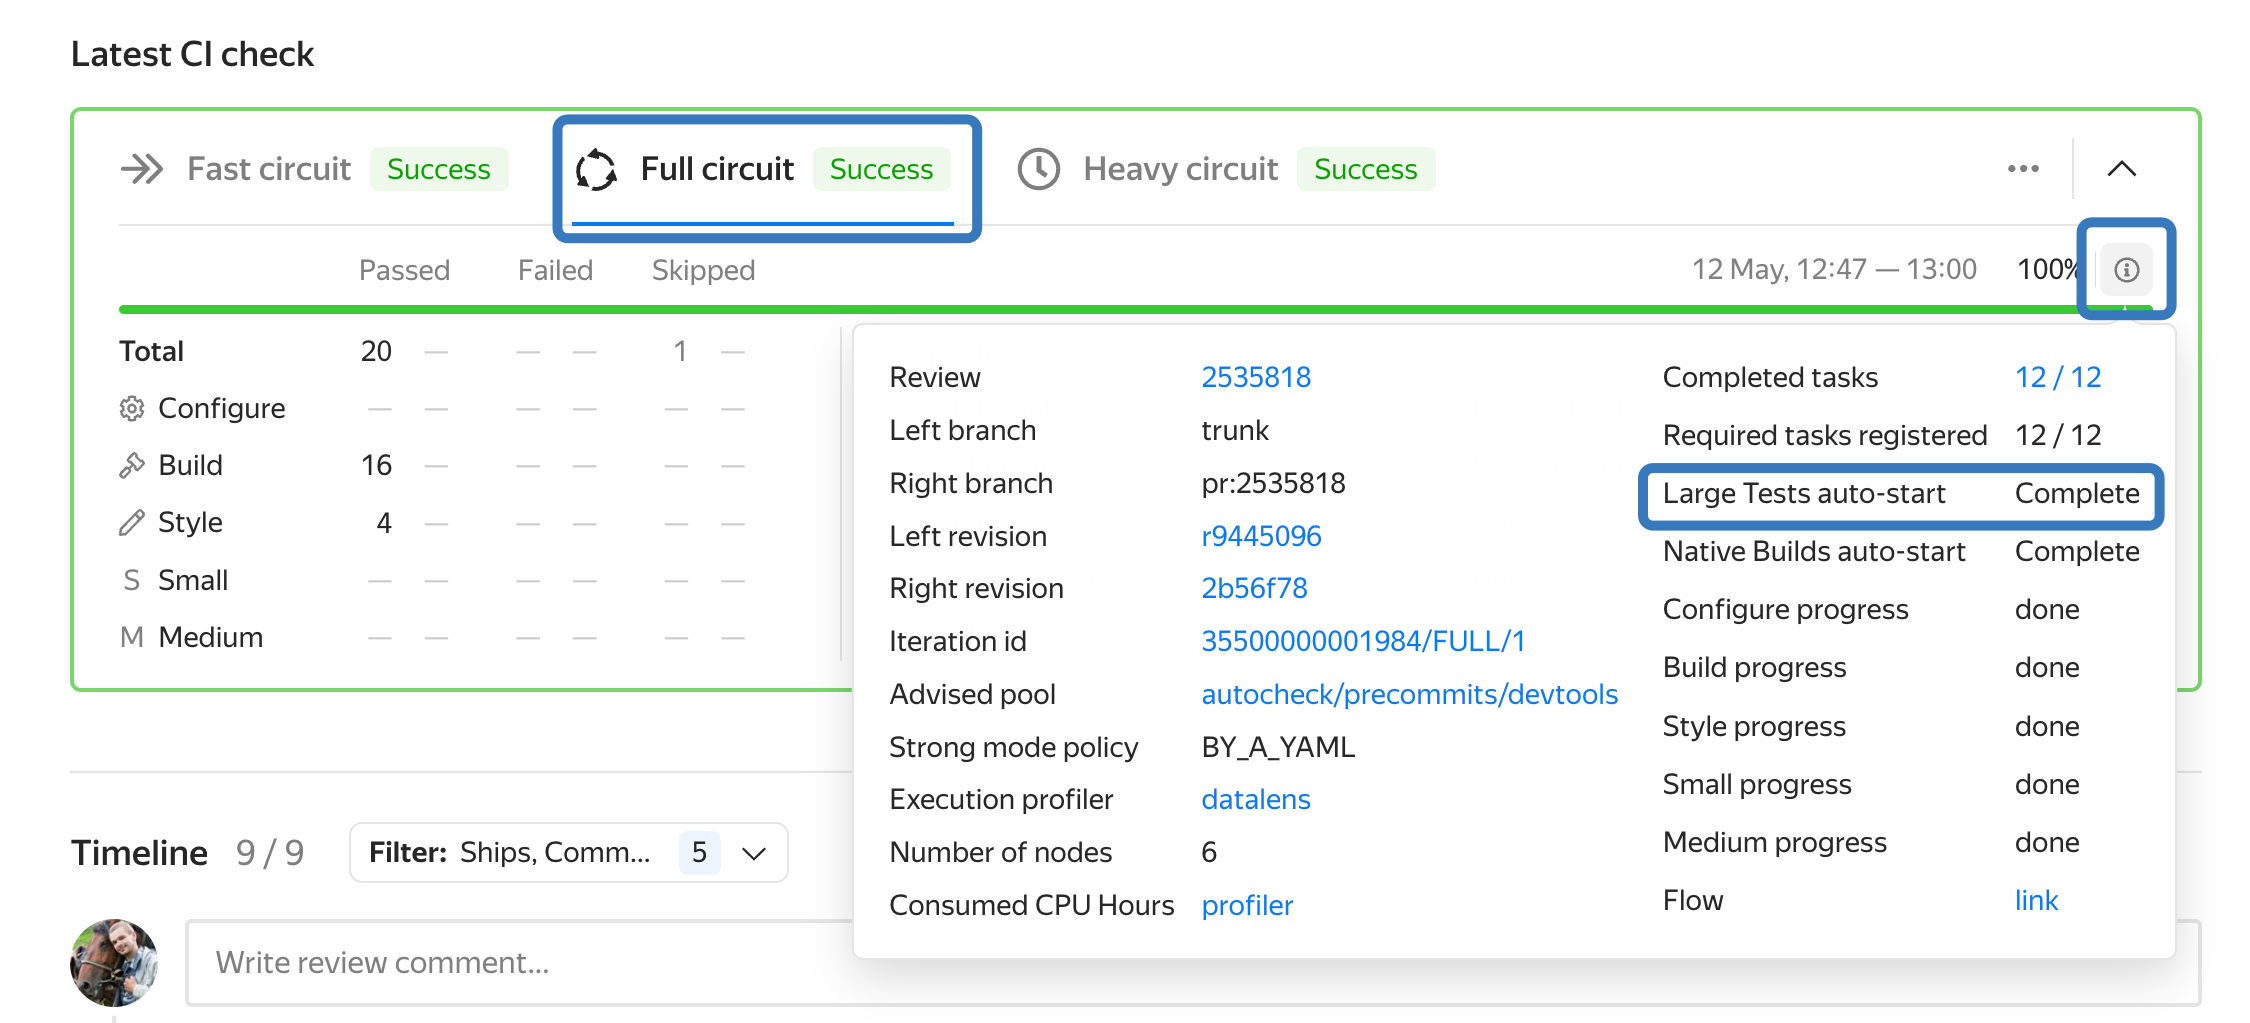 Latest CI check
Fast circuit Success Full circuit Success Heavy circuit Success
Passed Failed Skipped 12 May, 12:47 — 13:00 100%
Total 20 — — — 1 —
Configure — — — — — —
Build 16 — — — — —
Style 4 — — — — —
S Small — — — — — —
M Medium — — — — — —
Review 2535818
Left branch trunk
Right branch pr:2535818
Left revision r9445096
Right revision 2b56f78
Iteration id 35500000001984/FULL/1
Advised pool autocheck/precommits/devtools
Strong mode policy BY_A_YAML
Execution profiler datalens
Number of nodes 6
Consumed CPU Hours profiler
Completed tasks 12 / 12
Required tasks registered 12 / 12
Large Tests auto-start Complete
Native Builds auto-start Complete
Configure progress done
Build progress done
Style progress done
Small progress done
Medium progress done
Flow link
Timeline 9 / 9 Filter: Ships, Comm... 5
Write review comment...